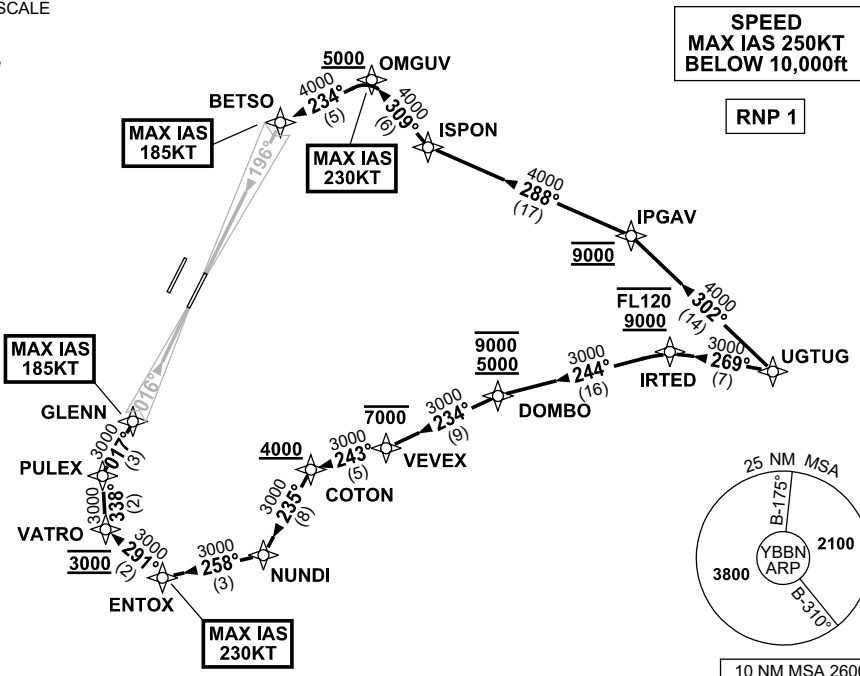 SCALE
SPEED
MAX IAS 250KT
BELOW 10,000ft
RNP 1
5000
OMGUV
4000
234°
(5)
BETSO
MAX IAS
185KT
MAX IAS
230KT
4000
309°
(6)
ISPON
196°
4000
288°
(17)
IPGAV
9000
4000
302°
(14)
UGTUG
FL120
9000
3000
269°
(7)
IRTED
9000
5000
3000
244°
(16)
DOMBO
7000
3000
234°
(9)
VEVEX
4000
3000
243°
(5)
COTON
3000
235°
(8)
NUNDI
3000
258°
(3)
ENTOX
MAX IAS
230KT
3000
291°
(2)
3000
VATRO
3000
338°
(2)
PULEX
3000
017°
(3)
GLENN
MAX IAS
185KT
016°
25 NM MSA
B-175°
YBBN
ARP
2100
3800
B-310°
10 NM MSA 2600